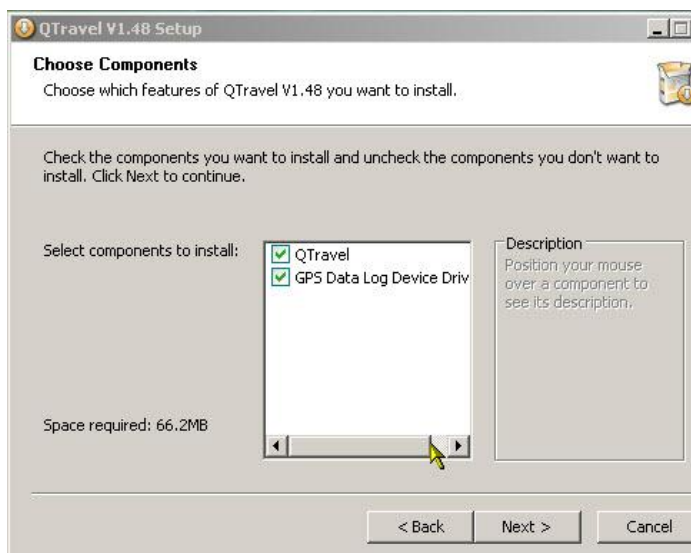 QTravel V1.48 Setup
Choose Components
Choose which features of QTravel V1.48 you want to install.
Check the components you want to install and uncheck the components you don't want to
install. Click Next to continue.
Select components to install:
QTravel
GPS Data Log Device Driv
Description
Position your mouse
over a component to
see its description.
Space required: 66.2MB
< Back
Next >
Cancel